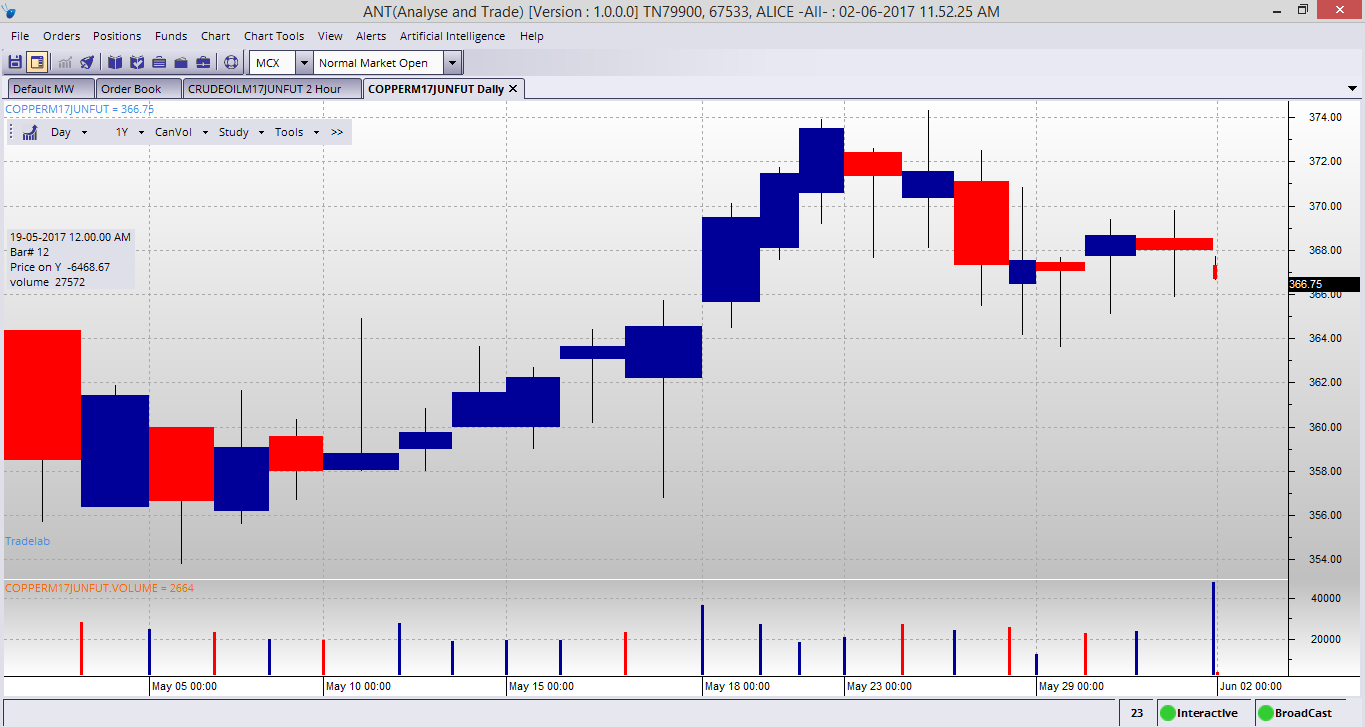 ANT(Analyse and Trade) [Version : 1.0.0.0] TN79900, 67533, ALICE -All- : 02-06-2017 11.52.25 AM
File Orders Positions Funds Chart Chart Tools View Alerts Artificial Intelligence Help
MCX Normal Market Open
Default MW Order Book CRUDEOILM17JUNFUT 2 Hour COPPERM17JUNFUT Daily
COPPERM17JUNFUT = 366.75
Day 1Y CanVol Study Tools >>
374.00
372.00
370.00
19-05-2017 12.00.00 AM
Bar# 12
Price on Y -6468.67
volume 27572
368.00
366.75
366.00
364.00
362.00
360.00
358.00
356.00
Tradelab
354.00
COPPERM17JUNFUT.VOLUME = 2664
40000
20000
May 05 00:00 May 10 00:00 May 15 00:00 May 18 00:00 May 23 00:00 May 29 00:00 Jun 02 00:00
23 Interactive BroadCast